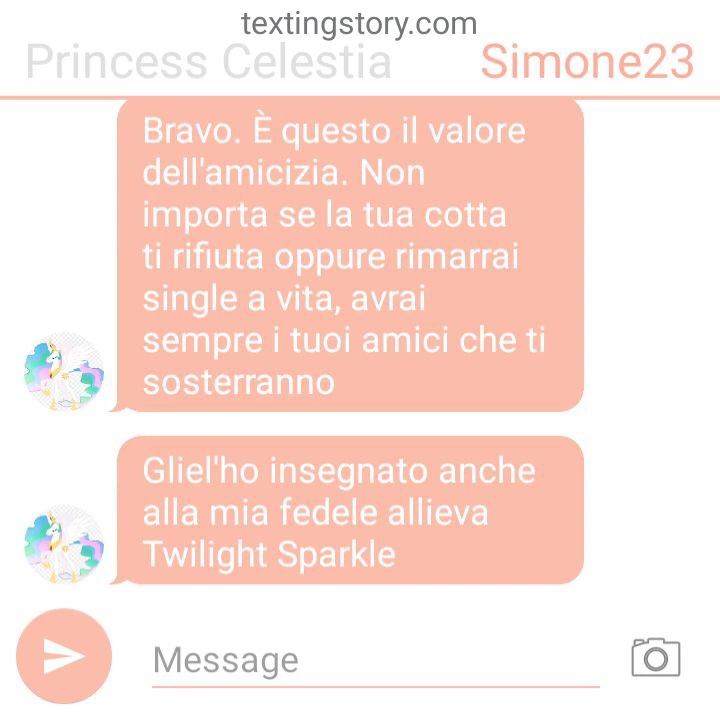 textingstory.com
Princess Celestia Simone23
Bravo. È questo il valore
dell'amicizia. Non
importa se la tua cotta
ti rifiuta oppure rimarrai
single a vita, avrai
sempre i tuoi amici che ti
sosterranno
Gliel'ho insegnato anche
alla mia fedele allieva
Twilight Sparkle
Message